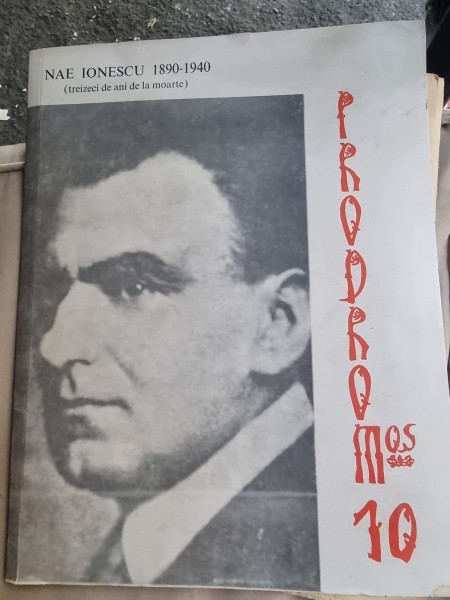 NAE IONESCU 1890-1940
(treizeci de ani de la moarte)
PRODROMOS
10